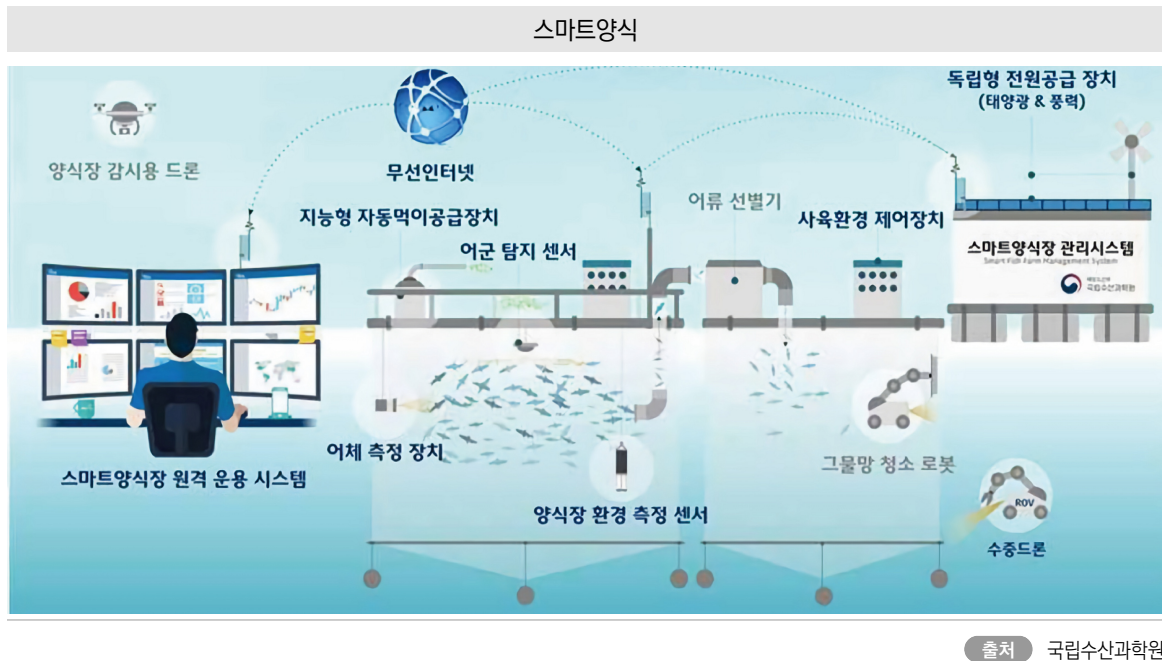 스마트양식
독립형 전원공급 장치
(태양광 & 풍력)
양식장 감시용 드론
무선인터넷
어류 선별기
지능형 자동먹이공급장치
사육환경 제어장치
어군 탐지 센서
스마트양식장 관리시스템
Smart Fish Farm Management System
해양수산부
국립수산과학원
어체 측정 장치
스마트양식장 원격 운용 시스템
그물망 청소 로봇
양식장 환경 측정 센서
ROV
수중드론
출처 국립수산과학원